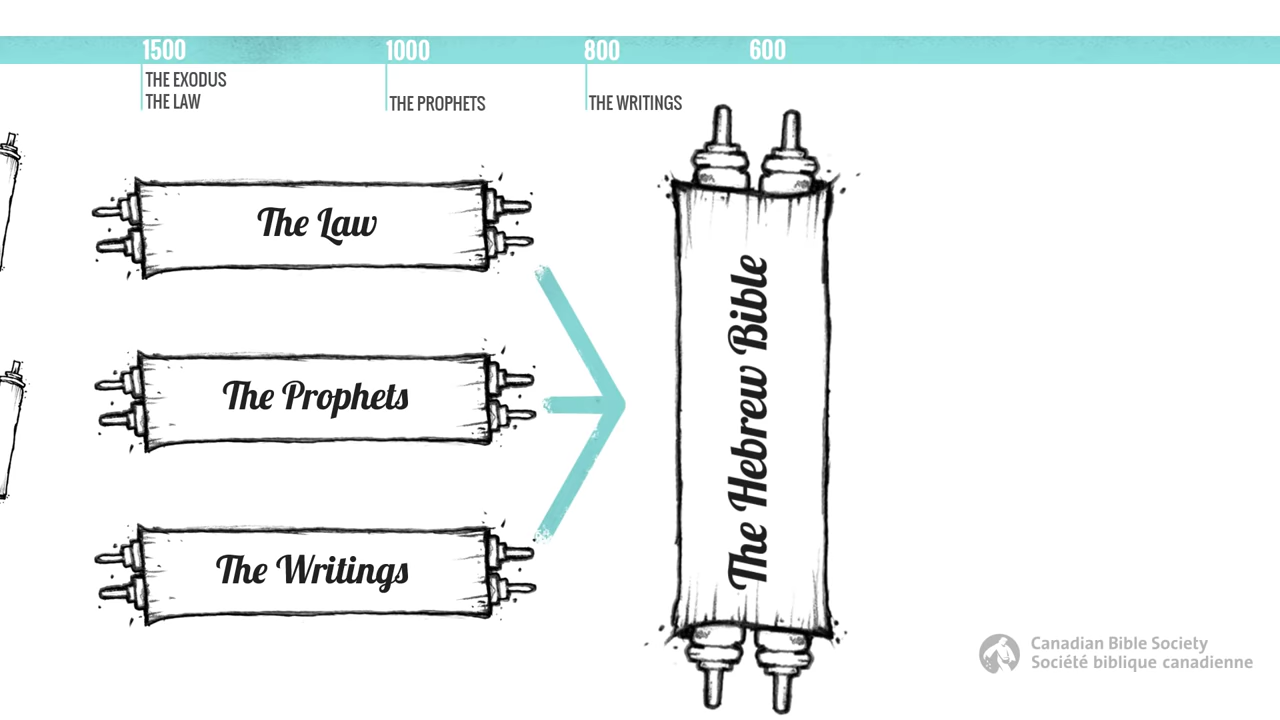 1500
1000
800
600
THE EXODUS
THE LAW
THE PROPHETS
THE WRITINGS
The Law
The Prophets
The Writings
The Hebrew Bible
Canadian Bible Society
Société biblique canadienne